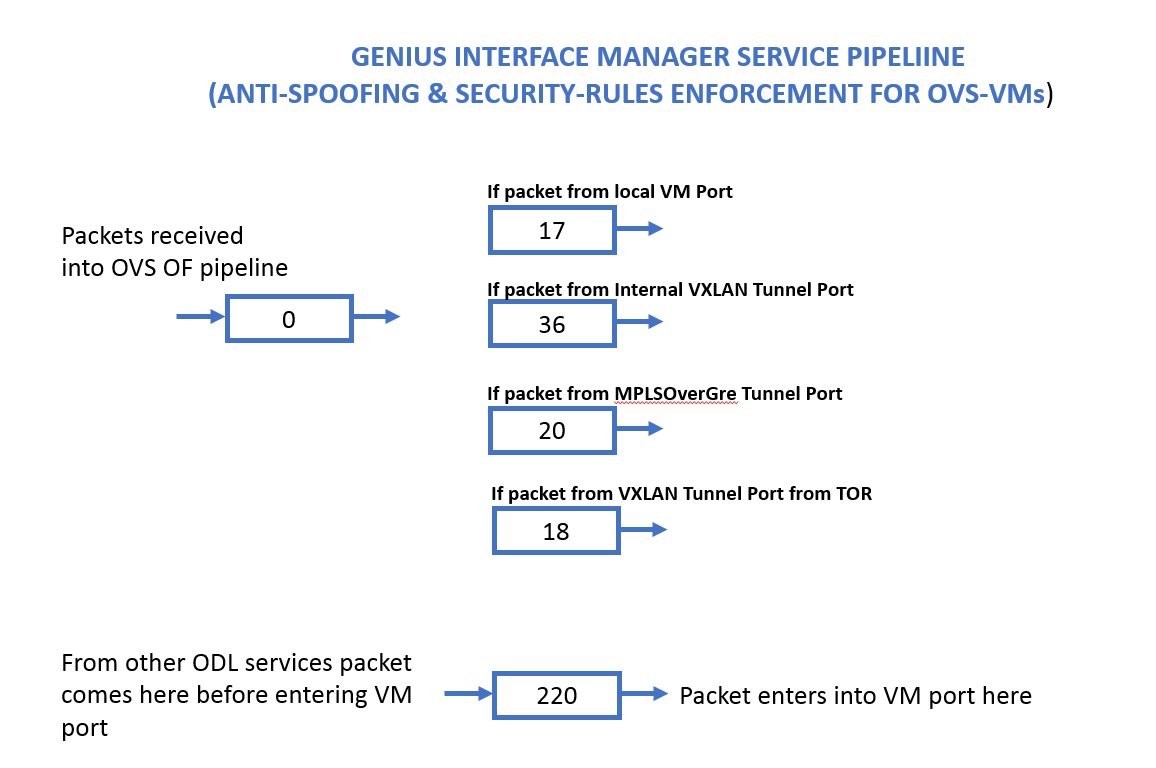 GENIUS INTERFACE MANAGER SERVICE PIPELIINE
(ANTI-SPOOFING & SECURITY-RULES ENFORCEMENT FOR OVS-VMs)
If packet from local VM Port
17
Packets received
into OVS OF pipeline
0
If packet from Internal VXLAN Tunnel Port
36
If packet from MPLSOverGre Tunnel Port
20
If packet from VXLAN Tunnel Port from TOR
18
From other ODL services packet
comes here before entering VM
port
220
Packet enters into VM port here